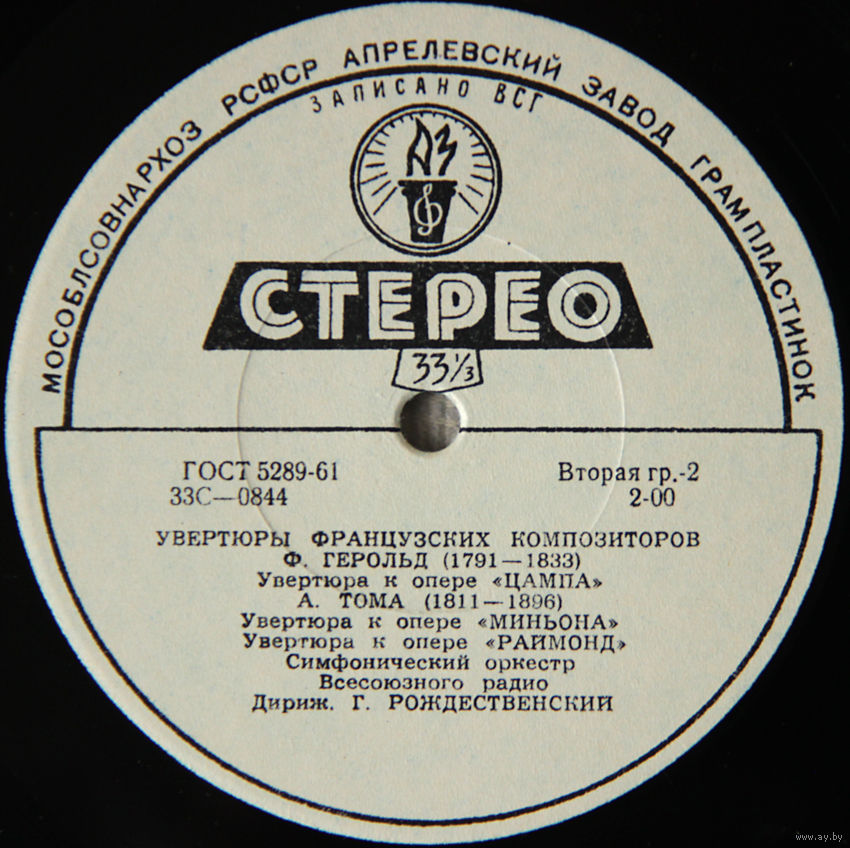 МОСОБЛСОВНАРХОЗ РСФСР АПРЕЛЕВСКИЙ ЗАВОД ГРАМПЛАСТИНОК
ЗАПИСАНО ВСГ
АЗ
СТЕРЕО
33 1/3
ГОСТ 5289-61
Вторая гр.-2
33С—0844
2-00
УВЕРТЮРЫ ФРАНЦУЗСКИХ КОМПОЗИТОРОВ
Ф. ГЕРОЛЬД (1791—1833)
Увертюра к опере «ЦАМПА»
А. ТОМА (1811—1896)
Увертюра к опере «МИНЬОНА»
Увертюра к опере «РАЙМОНД»
Симфонический оркестр
Всесоюзного радио
Дириж. Г. РОЖДЕСТВЕНСКИЙ
www.ay.by